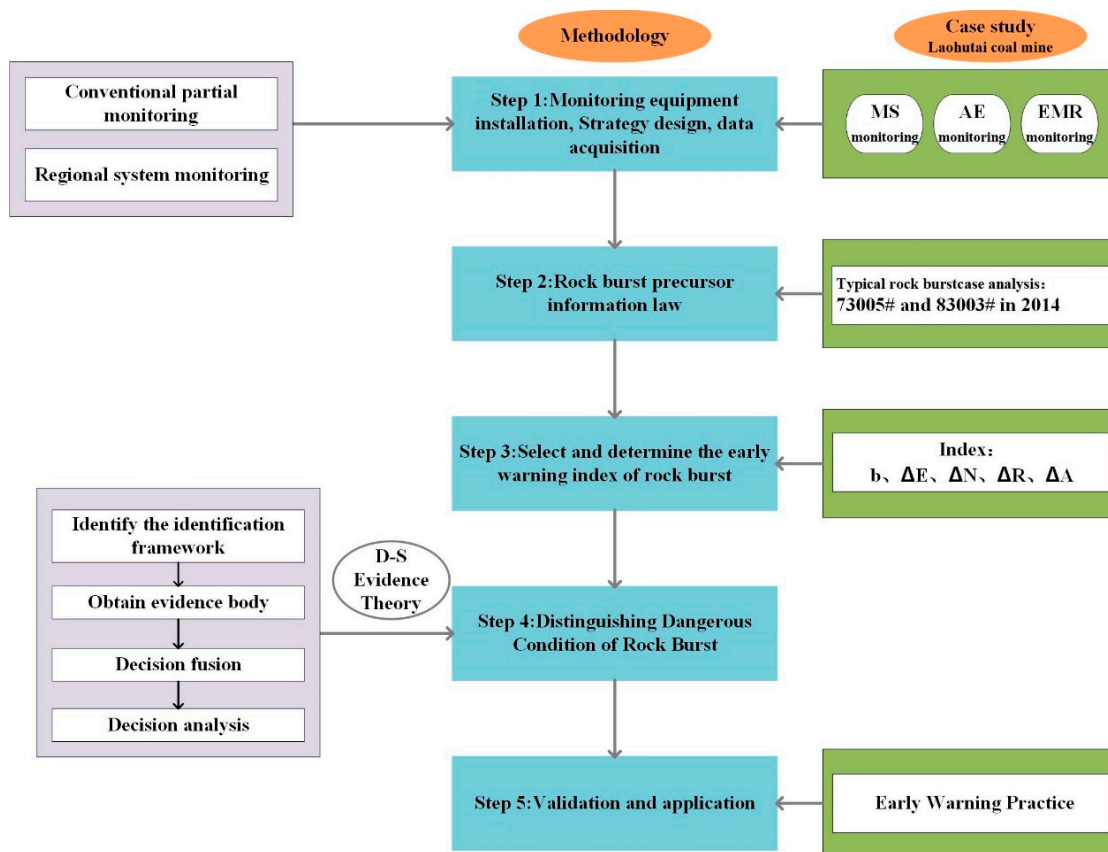 Methodology
Case study
Laohutai coal mine
Conventional partial
monitoring
Regional system monitoring
Step 1:Monitoring equipment
installation, Strategy design, data
acquisition
MS
monitoring
AE
monitoring
EMR
monitoring
Step 2:Rock burst precursor
information law
Typical rock burstcase analysis:
73005# and 83003# in 2014
Step 3:Select and determine the early
warning index of rock burst
Index:
b、ΔE、ΔN、ΔR、ΔA
Identify the identification
framework
Obtain evidence body
Decision fusion
Decision analysis
D-S
Evidence
Theory
Step 4:Distinguishing Dangerous
Condition of Rock Burst
Step 5:Validation and application
Early Warning Practice